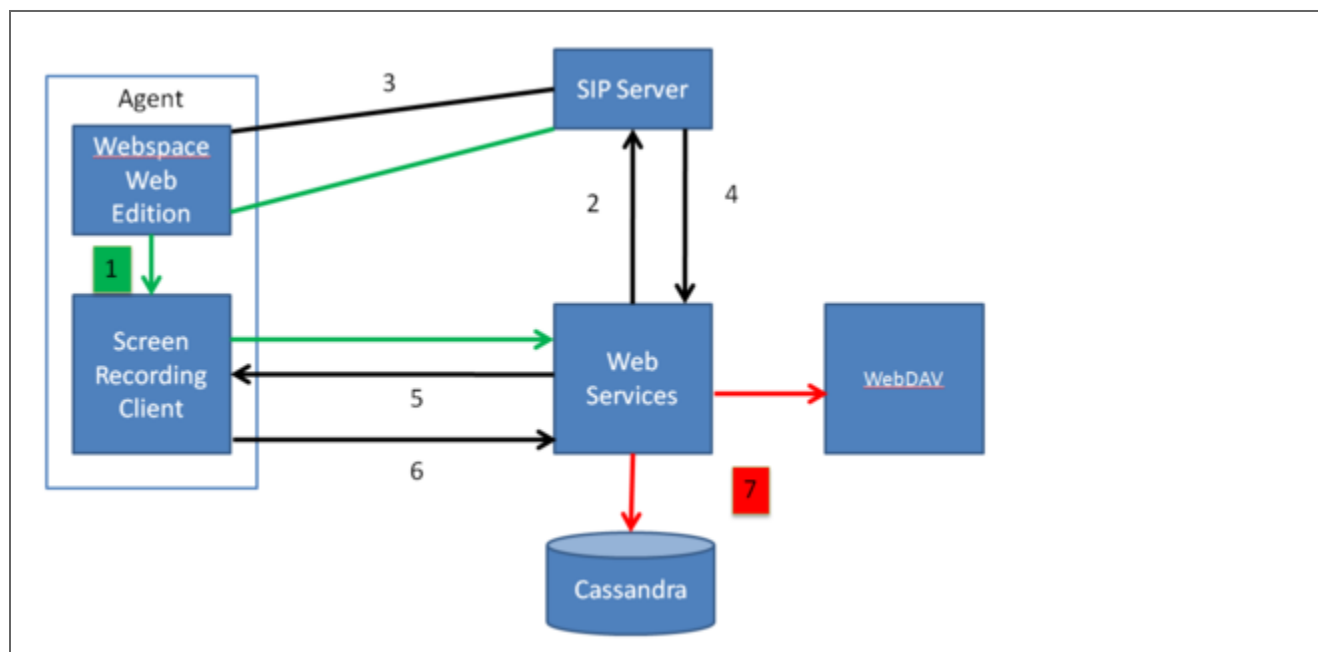 Agent
Webspace
Web
Edition
1
Screen
Recording
Client
3
SIP Server
2
4
5
6
Web
Services
WebDAV
7
Cassandra